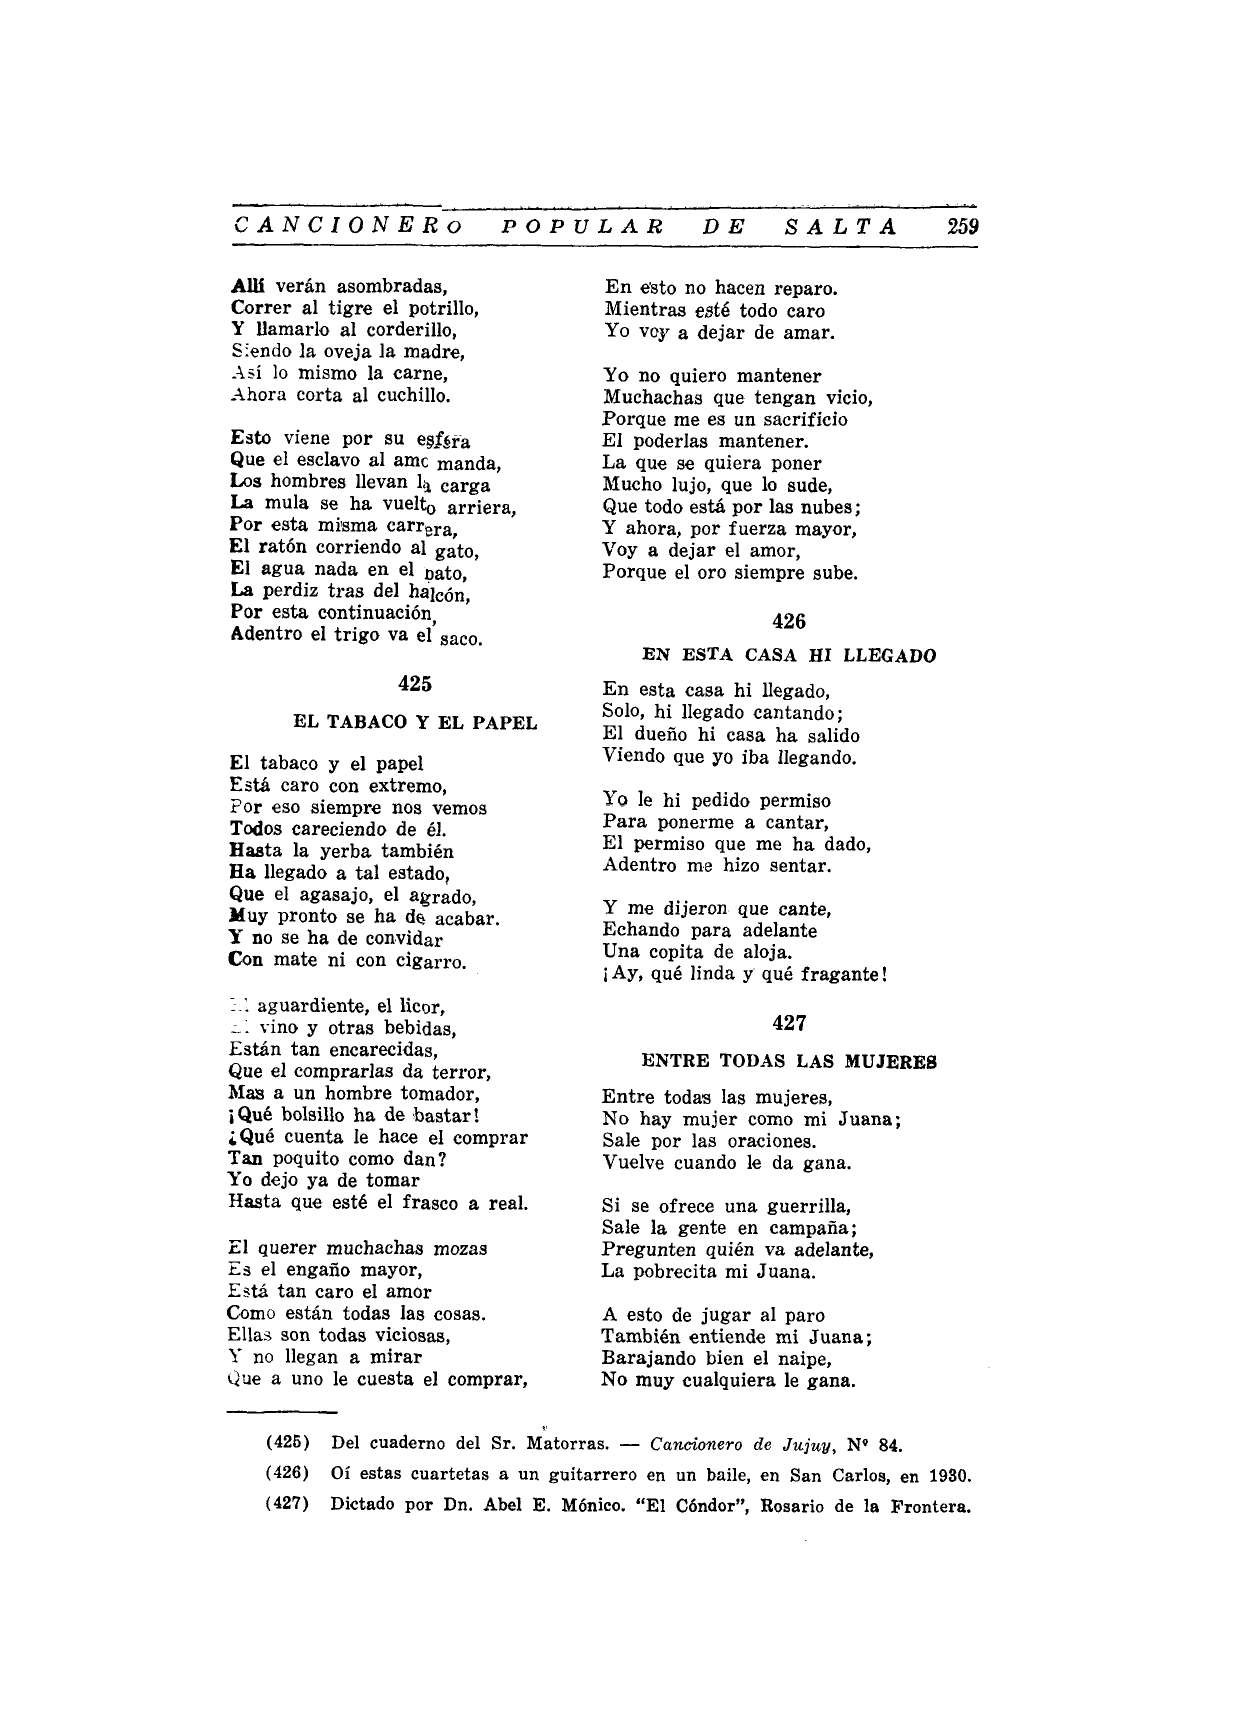 CANCIONERO POPULAR DE SALTA 259
Allí verán asombradas,
Correr al tigre el potrillo,
Y llamarlo al corderillo,
Siendo la oveja la madre,
Así lo mismo la carne,
Ahora corta al cuchillo.
Esto viene por su esfera
Que el esclavo al amo manda,
Los hombres llevan la carga
La mula se ha vuelto arriera,
Por esta misma carrera,
El ratón corriendo al gato,
El agua nada en el pato,
La perdiz tras del halcón,
Por esta continuación,
Adentro el trigo va el saco.
425
EL TABACO Y EL PAPEL
El tabaco y el papel
Está caro con extremo,
Por eso siempre nos vemos
Todos careciendo de él.
Hasta la yerba también
Ha llegado a tal estado,
Que el agasajo, el agrado,
Muy pronto se ha de acabar.
Y no se ha de convidar
Con mate ni con cigarro.
El aguardiente, el licor,
El vino y otras bebidas,
Están tan encarecidas,
Que el comprarlas da terror,
Mas a un hombre tomador,
¡Qué bolsillo ha de bastar!
¿Qué cuenta le hace el comprar
Tan poquito como dan?
Yo dejo ya de tomar
Hasta que esté el frasco a real.
El querer muchachas mozas
Es el engaño mayor,
Está tan caro el amor
Como están todas las cosas.
Ellas son todas viciosas,
Y no llegan a mirar
Que a uno le cuesta el comprar,
En esto no hacen reparo.
Mientras esté todo caro
Yo voy a dejar de amar.
Yo no quiero mantener
Muchachas que tengan vicio,
Porque me es un sacrificio
El poderlas mantener.
La que se quiera poner
Mucho lujo, que lo sude,
Que todo está por las nubes;
Y ahora, por fuerza mayor,
Voy a dejar el amor,
Porque el oro siempre sube.
426
EN ESTA CASA HI LLEGADO
En esta casa hi llegado,
Solo, hi llegado cantando;
El dueño hi casa ha salido
Viendo que yo iba llegando.
Yo le hi pedido permiso
Para ponerme a cantar,
El permiso que me ha dado,
Adentro me hizo sentar.
Y me dijeron que cante,
Echando para adelante
Una copita de aloja.
¡Ay, qué linda y qué fragante!
427
ENTRE TODAS LAS MUJERES
Entre todas las mujeres,
No hay mujer como mi Juana;
Sale por las oraciones.
Vuelve cuando le da gana.
Si se ofrece una guerrilla,
Sale la gente en campaña;
Pregunten quién va adelante,
La pobrecita mi Juana.
A esto de jugar al paro
También entiende mi Juana;
Barajando bien el naipe,
No muy cualquiera le gana.
(425) Del cuaderno del Sr. Matorras. — Cancionero de Jujuy, Nº 84.
(426) Oí estas cuartetas a un guitarrero en un baile, en San Carlos, en 1930.
(427) Dictado por Dn. Abel E. Mónico. “El Cóndor”, Rosario de la Frontera.